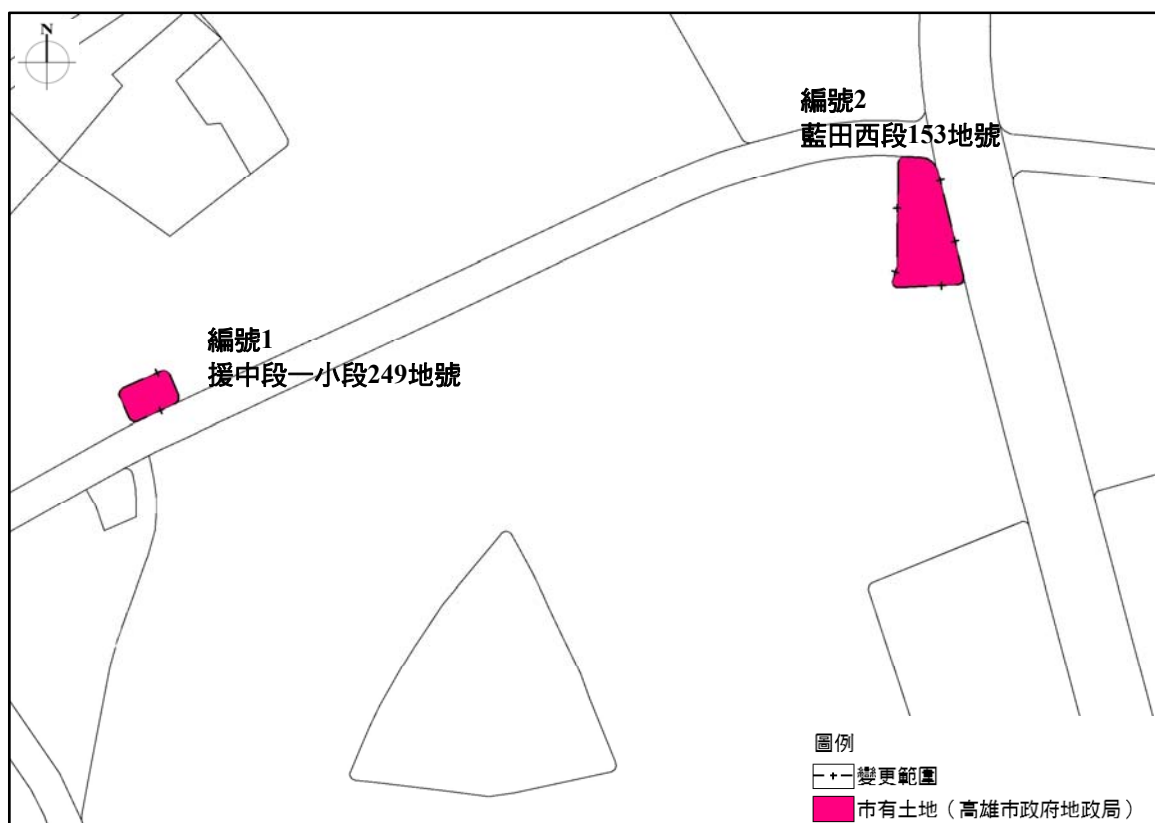 N
編號2
藍田西段153地號
編號1
援中段一小段249地號
圖例
變更範圍
市有土地（高雄市政府地政局）